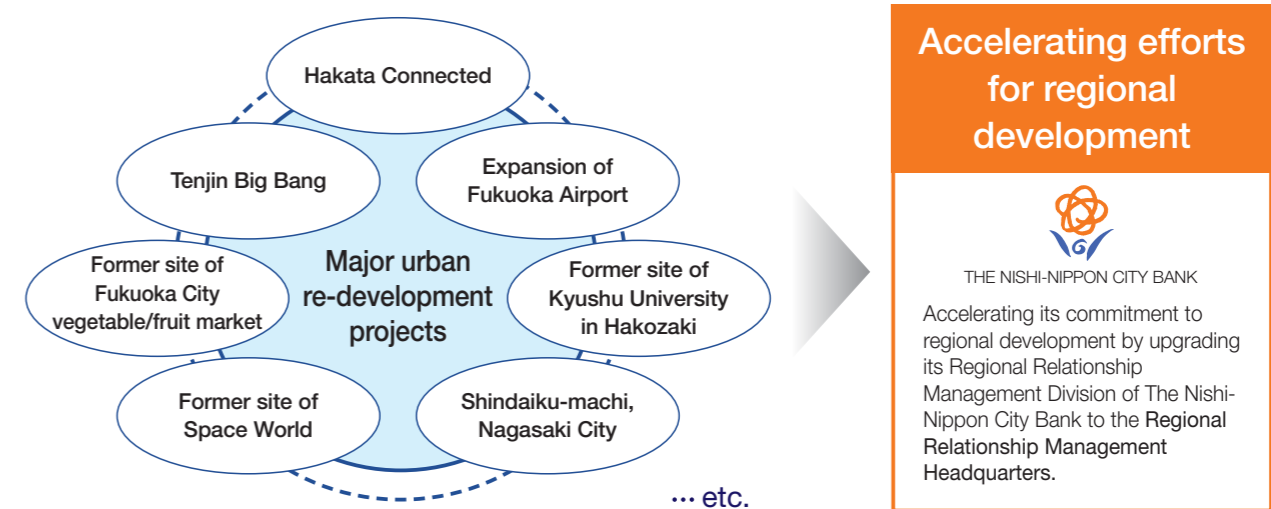 Hakata Connected
Tenjin Big Bang
Expansion of
Fukuoka Airport
Former site of
Fukuoka City
vegetable/fruit market
Major urban
re-development
projects
Former site of
Kyushu University
in Hakozaki
Former site of
Space World
Shindaiku-machi,
Nagasaki City
... etc.
Accelerating efforts
for regional
development
THE NISHI-NIPPON CITY BANK
Accelerating its commitment to
regional development by upgrading
its Regional Relationship
Management Division of The Nishi-
Nippon City Bank to the Regional
Relationship Management
Headquarters.